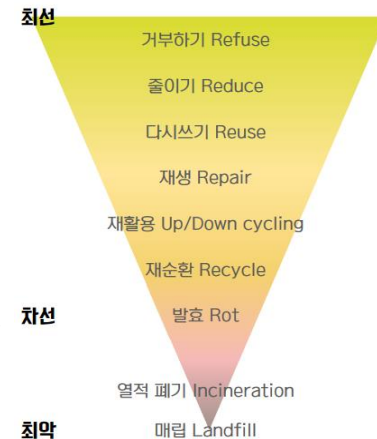 최선
거부하기 Refuse
줄이기 Reduce
다시쓰기 Reuse
재생 Repair
재활용 Up/Down cycling
재순환 Recycle
차선
발효 Rot
열적 폐기 Incineration
최악
매립 Landfill